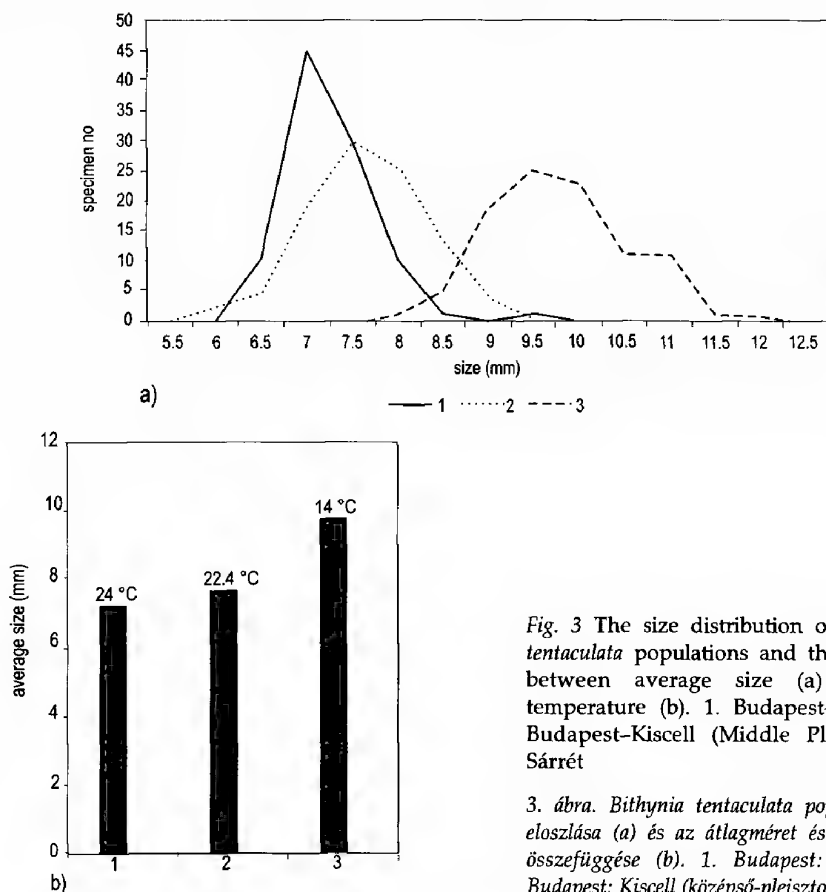 50
45
40
35
30
25
20
15
10
5
0
specimen no
5.5 6 6.5 7 7.5 8 8.5 9 9.5 10 10.5 11 11.5 12 12.5
size (mm)
a)
1 2 3
12
10
8
6
4
2
0
average size (mm)
24 °C
22.4 °C
14 °C
1 2 3
b)
Fig. 3 The size distribution o
tentaculata populations and th
between average size (a)
temperature (b). 1. Budapest-
Budapest–Kiscell (Middle Pl
Sárrét
3. ábra. Bithynia tentaculata po
eloszlása (a) és az átlagméret és
összefüggése (b). 1. Budapest:
Budapest: Kiscell (középső-pleiszto